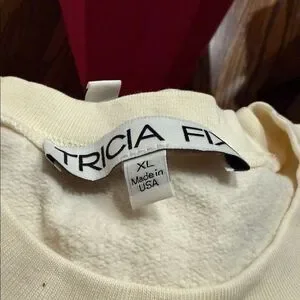 TRICIA FIX
XL
Made in
USA